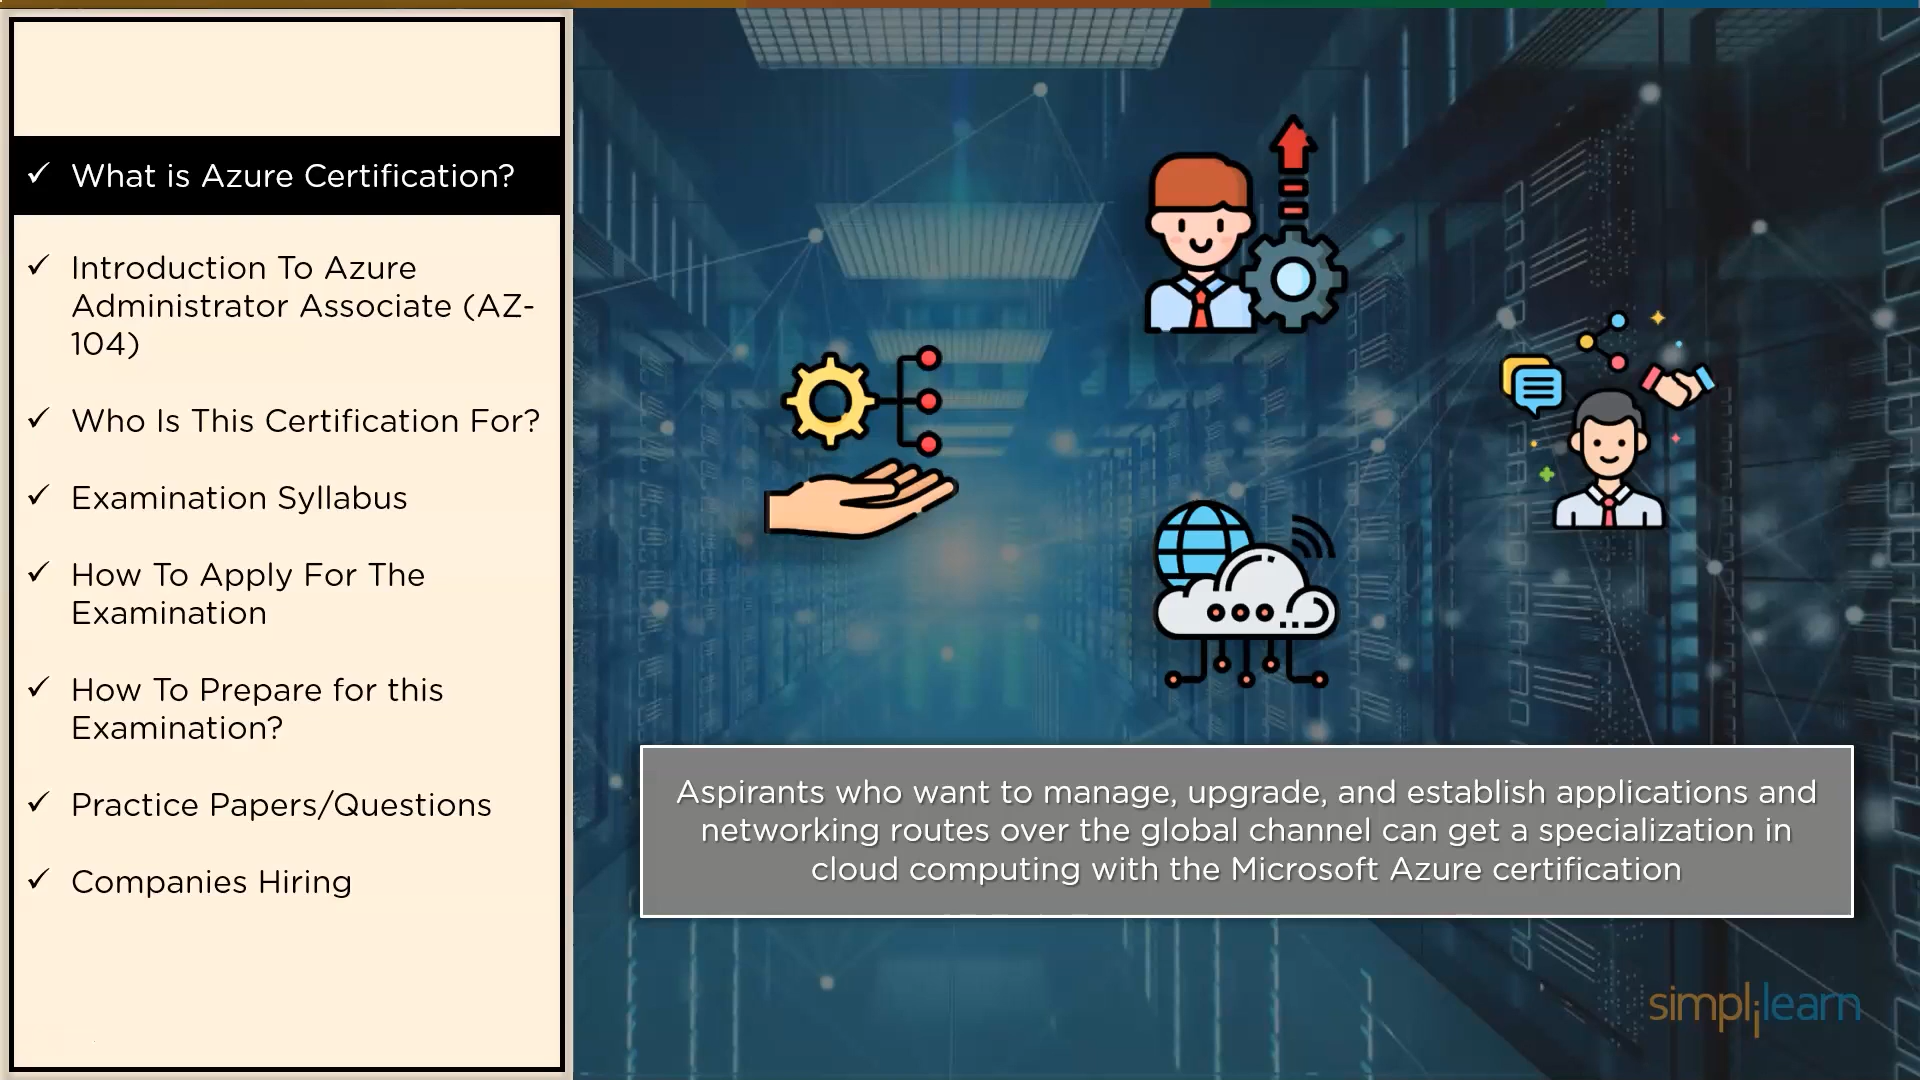 What is Azure Certification?
Introduction To Azure
Administrator Associate (AZ-
104)
Who Is This Certification For?
Examination Syllabus
How To Apply For The
Examination
How To Prepare for this
Examination?
Practice Papers/Questions
Companies Hiring
Aspirants who want to manage, upgrade, and establish applications and
networking routes over the global channel can get a specialization in
cloud computing with the Microsoft Azure certification
simplilearn